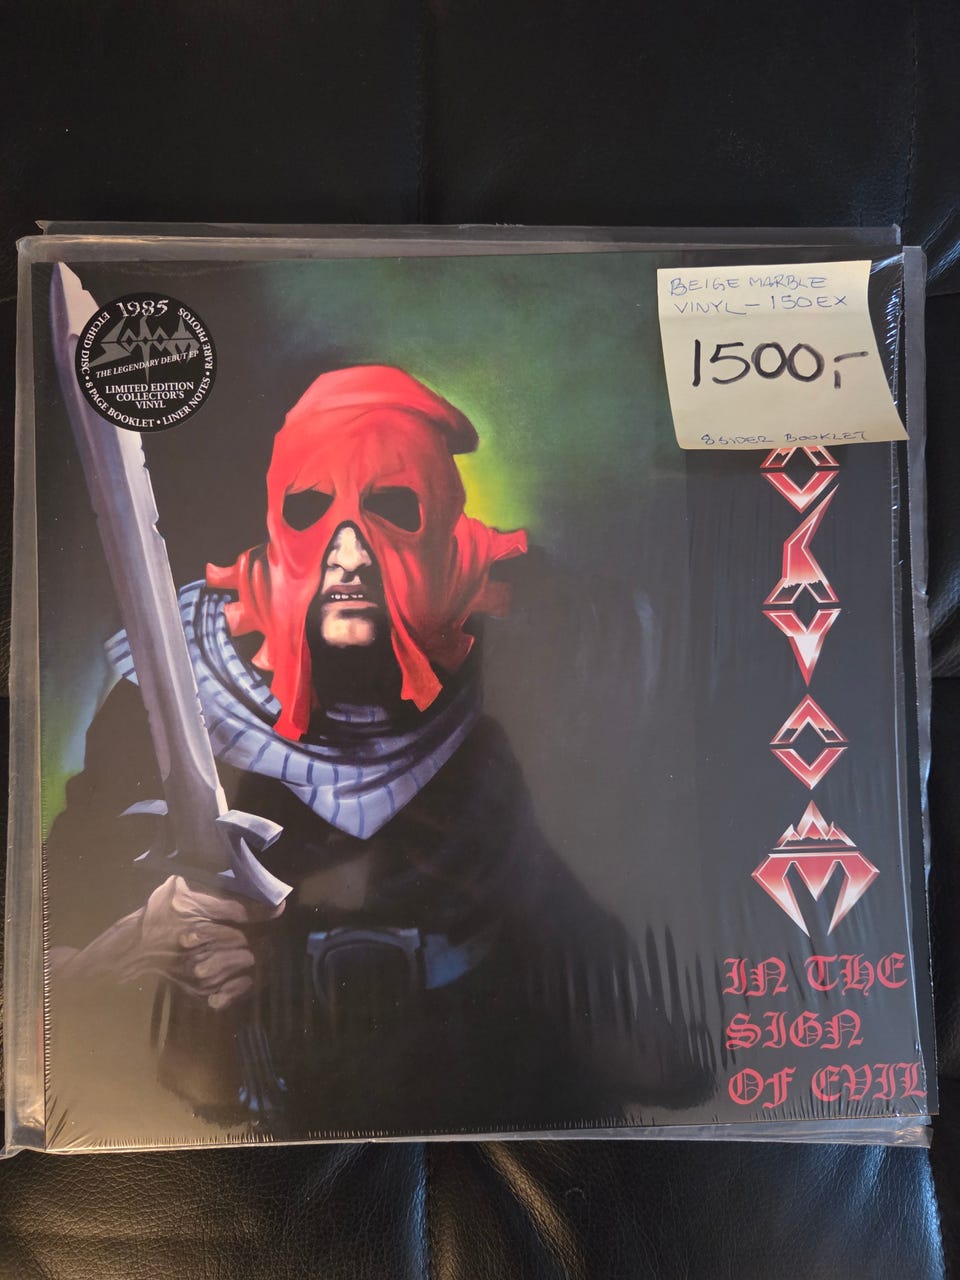 1985
Sodom
THE LEGENDARY DEBUT EP
LIMITED EDITION
COLLECTOR'S
VINYL
ETCHED DISC • 8 PAGE BOOKLET • LINER NOTES • RARE PHOTOS
BEIGE MARBLE
VINYL - 150 EX
1500,-
8 SIDER BOOKLET
SODOM
IN THE
SIGN
OF EVIL